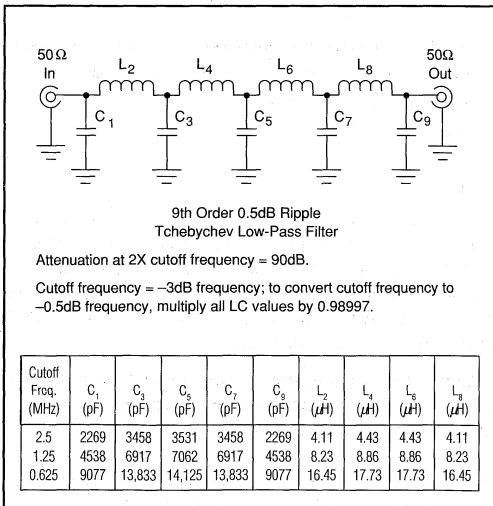 50Ω
In
L2
L4
L6
L8
50Ω
Out
C1
C3
C5
C7
C9
9th Order 0.5dB Ripple
Tchebychev Low-Pass Filter
Attenuation at 2X cutoff frequency = 90dB.
Cutoff frequency = –3dB frequency; to convert cutoff frequency to
–0.5dB frequency, multiply all LC values by 0.98997.
Cutoff Freq. (MHz) C1 (pF) C3 (pF) C5 (pF) C7 (pF) C9 (pF) L2 (μH) L4 (μH) L6 (μH) L8 (μH)
2.5 2269 3458 3531 3458 2269 4.11 4.43 4.43 4.11
1.25 4538 6917 7062 6917 4538 8.23 8.86 8.86 8.23
0.625 9077 13,833 14,125 13,833 9077 16.45 17.73 17.73 16.45